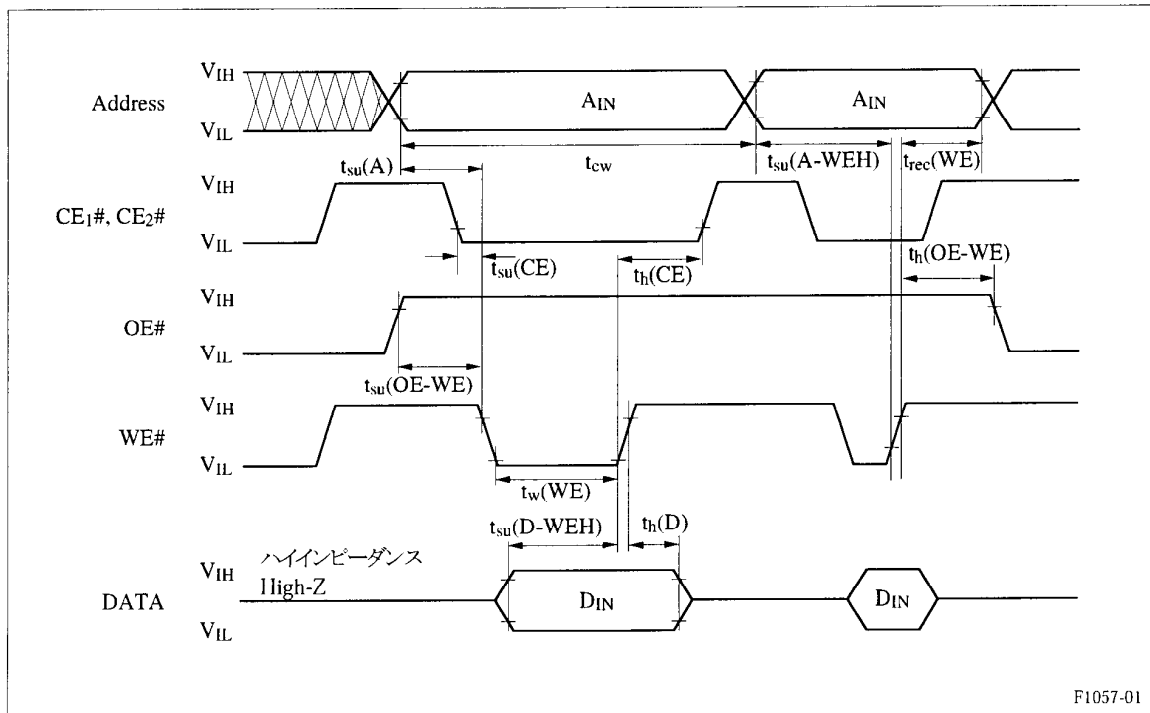 VIH
Address
AIN
AIN
VIL
tcw
tsu(A)
tsu(A-WEH)
trec(WE)
VIH
CE1#, CE2#
VIL
tsu(CE)
th(CE)
th(OE-WE)
VIH
OE#
VIL
tsu(OE-WE)
VIH
WE#
VIL
tw(WE)
tsu(D-WEH)
th(D)
ハイインピーダンス
VIH
High-Z
DATA
DIN
DIN
VIL
F1057-01